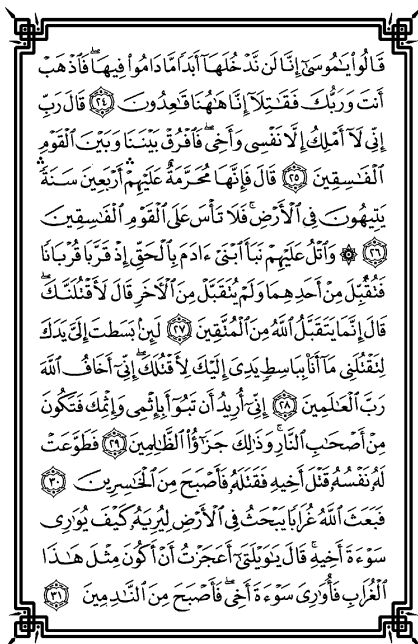 قَالُوا۟ يَـٰمُوسَىٰٓ إِنَّا لَن نَّدْخُلَهَآ أَبَدًا مَّا دَامُوا۟ فِيهَا ۖ فَٱذْهَبْ
أَنتَ وَرَبُّكَ فَقَـٰتِلَآ إِنَّا هَـٰهُنَا قَـٰعِدُونَ ٢٤ قَالَ رَبِّ
إِنِّى لَآ أَمْلِكُ إِلَّا نَفْسِى وَأَخِى ۖ فَٱفْرُقْ بَيْنَنَا وَبَيْنَ ٱلْقَوْمِ
ٱلْفَـٰسِقِينَ ٢٥ قَالَ فَإِنَّهَا مُحَرَّمَةٌ عَلَيْهِمْ ۛ أَرْبَعِينَ سَنَةً ۛ
يَتِيهُونَ فِى ٱلْأَرْضِ ۚ فَلَا تَأْسَ عَلَى ٱلْقَوْمِ ٱلْفَـٰسِقِينَ
٢٦ ۞ وَٱتْلُ عَلَيْهِمْ نَبَأَ ٱبْنَىْ ءَادَمَ بِٱلْحَقِّ إِذْ قَرَّبَا قُرْبَانًا
فَتُقُبِّلَ مِنْ أَحَدِهِمَا وَلَمْ يُتَقَبَّلْ مِنَ ٱلْـَٔاخَرِ قَالَ لَأَقْتُلَنَّكَ ۖ
قَالَ إِنَّمَا يَتَقَبَّلُ ٱللَّهُ مِنَ ٱلْمُتَّقِينَ ٢٧ لَئِنۢ بَسَطتَ إِلَىَّ يَدَكَ
لِتَقْتُلَنِى مَآ أَنَا۠ بِبَاسِطٍ يَدِىَ إِلَيْكَ لِأَقْتُلَكَ ۖ إِنِّىٓ أَخَافُ ٱللَّهَ
رَبَّ ٱلْعَـٰلَمِينَ ٢٨ إِنِّىٓ أُرِيدُ أَن تَبُوٓأَ بِإِثْمِى وَإِثْمِكَ فَتَكُونَ
مِنْ أَصْحَـٰبِ ٱلنَّارِ ۚ وَذَٰلِكَ جَزَٰٓؤُا۟ ٱلظَّـٰلِمِينَ ٢٩ فَطَوَّعَتْ
لَهُۥ نَفْسُهُۥ قَتْلَ أَخِيهِ فَقَتَلَهُۥ فَأَصْبَحَ مِنَ ٱلْخَـٰسِرِينَ ٣٠
فَبَعَثَ ٱللَّهُ غُرَابًا يَبْحَثُ فِى ٱلْأَرْضِ لِيُرِيَهُۥ كَيْفَ يُوَٰرِى
سَوْءَةَ أَخِيهِ ۚ قَالَ يَـٰوَيْلَتَىٰٓ أَعَجَزْتُ أَنْ أَكُونَ مِثْلَ هَـٰذَا
ٱلْغُرَابِ فَأُوَٰرِىَ سَوْءَةَ أَخِى ۖ فَأَصْبَحَ مِنَ ٱلنَّـٰدِمِينَ ٣١